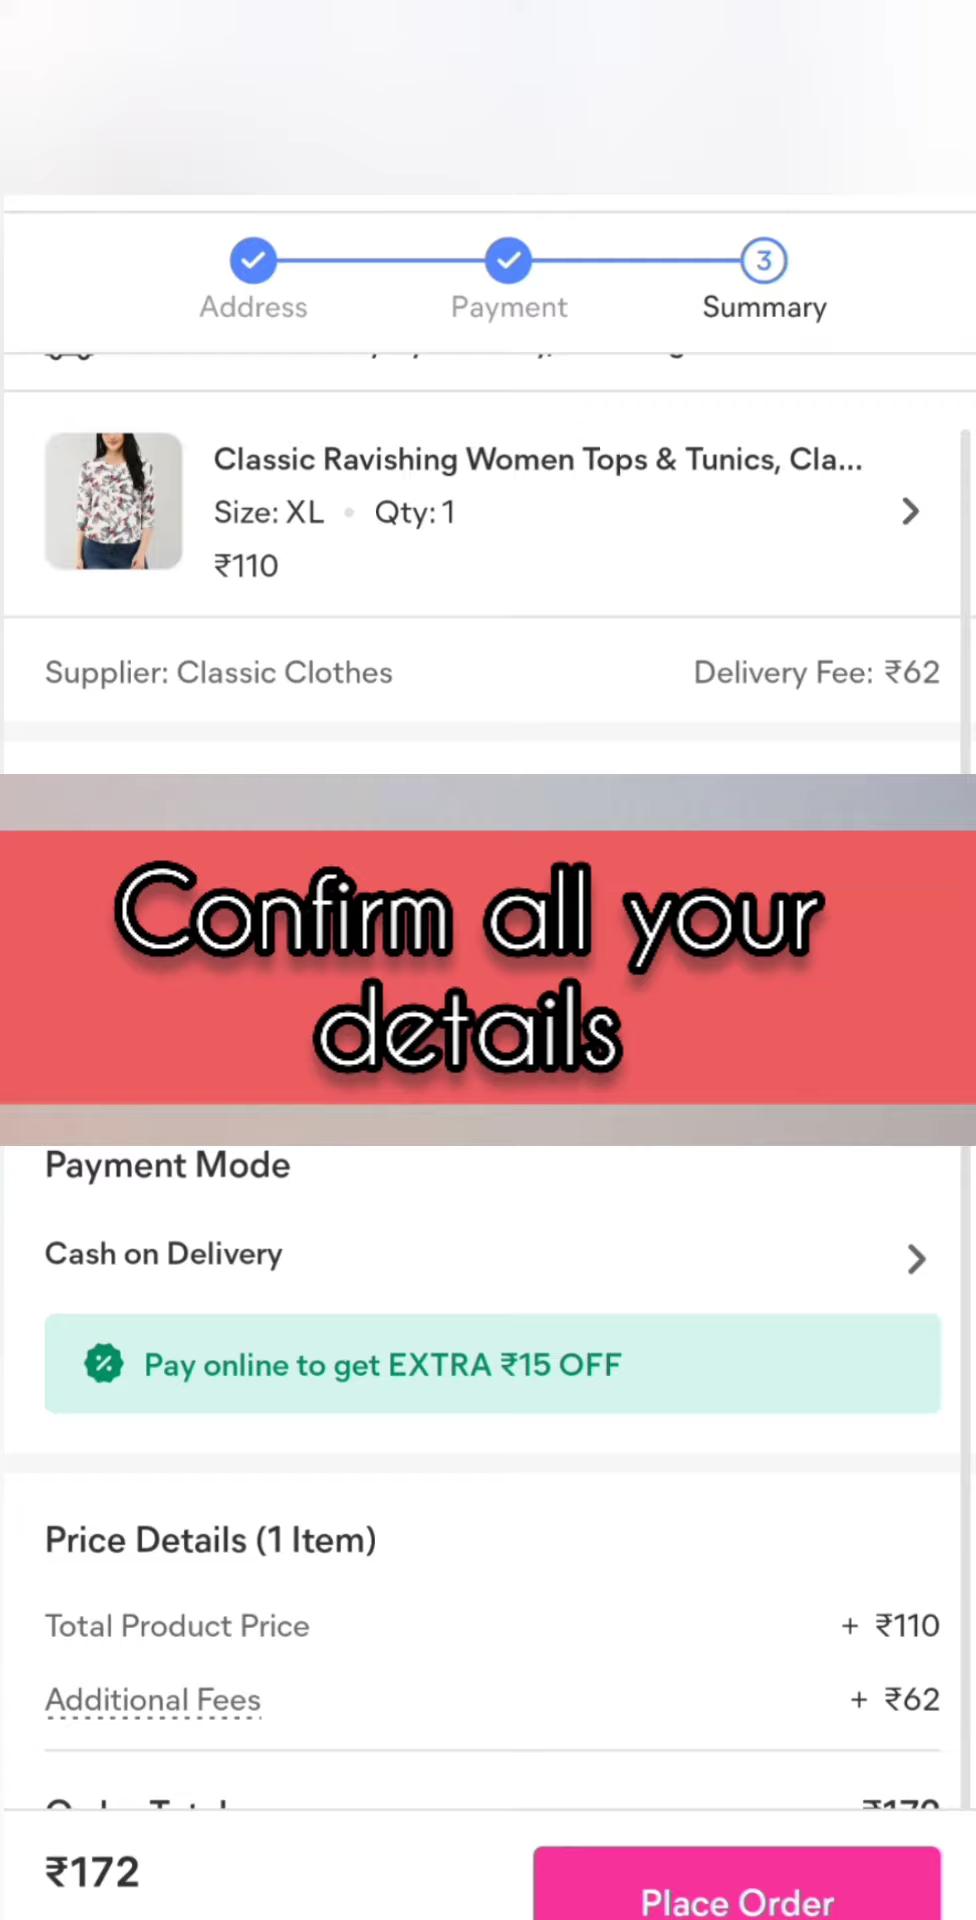 3
Address
Payment
Summary
Classic Ravishing Women Tops & Tunics, Cla...
Size: XL • Qty: 1
₹110
Supplier: Classic Clothes
Delivery Fee: ₹62
Confirm all your
details
Payment Mode
Cash on Delivery
Pay online to get EXTRA ₹15 OFF
Price Details (1 Item)
Total Product Price + ₹110
Additional Fees + ₹62
₹172
Place Order